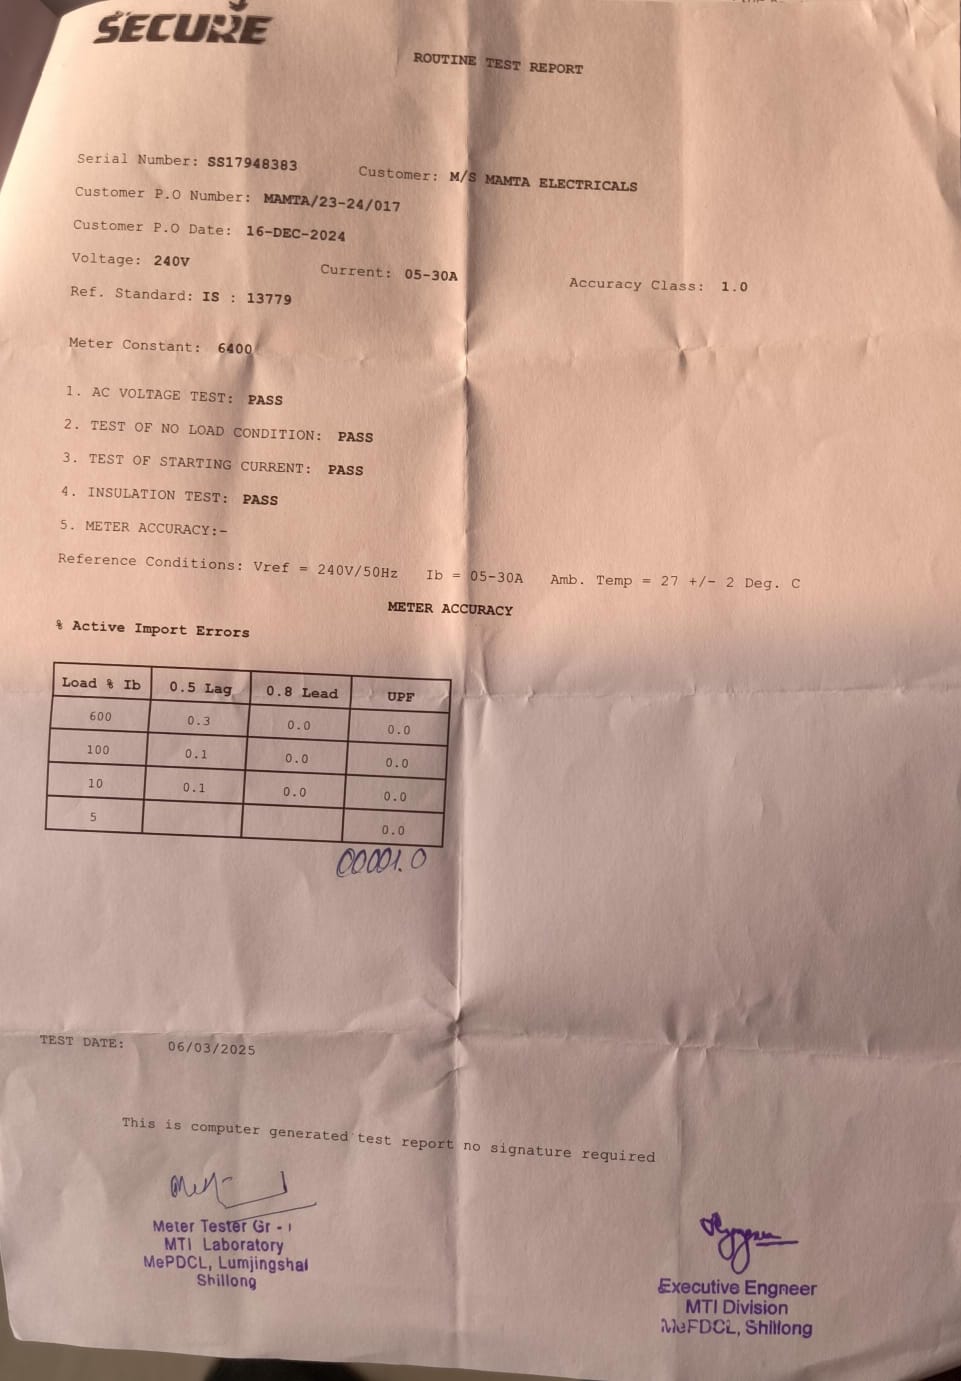 SECURE
ROUTINE TEST REPORT
Serial Number: SS17948383 Customer: M/S MAMTA ELECTRICALS
Customer P.O Number: MAMTA/23-24/017
Customer P.O Date: 16-DEC-2024
Voltage: 240V Current: 05-30A Accuracy Class: 1.0
Ref. Standard: IS : 13779
Meter Constant: 6400
1. AC VOLTAGE TEST: PASS
2. TEST OF NO LOAD CONDITION: PASS
3. TEST OF STARTING CURRENT: PASS
4. INSULATION TEST: PASS
5. METER ACCURACY:-
Reference Conditions: Vref = 240V/50Hz Ib = 05-30A Amb. Temp = 27 +/- 2 Deg. C
METER ACCURACY
% Active Import Errors
Load % Ib 0.5 Lag 0.8 Lead UPF
600 0.3 0.0 0.0
100 0.1 0.0 0.0
10 0.1 0.0 0.0
5 0.0
00001.0
TEST DATE: 06/03/2025
This is computer generated test report no signature required
Meter Tester Gr - I
MTI Laboratory
MePDCL, Lumjingshai
Shillong
Executive Engneer
MTI Division
MePDCL, Shillong